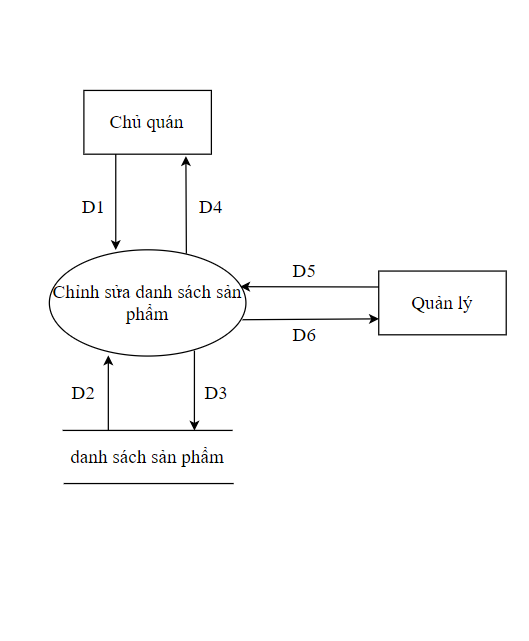 Chủ quán
D1
D4
Chỉnh sửa danh sách sản
phẩm
D5
Quản lý
D6
D2
D3
danh sách sản phẩm